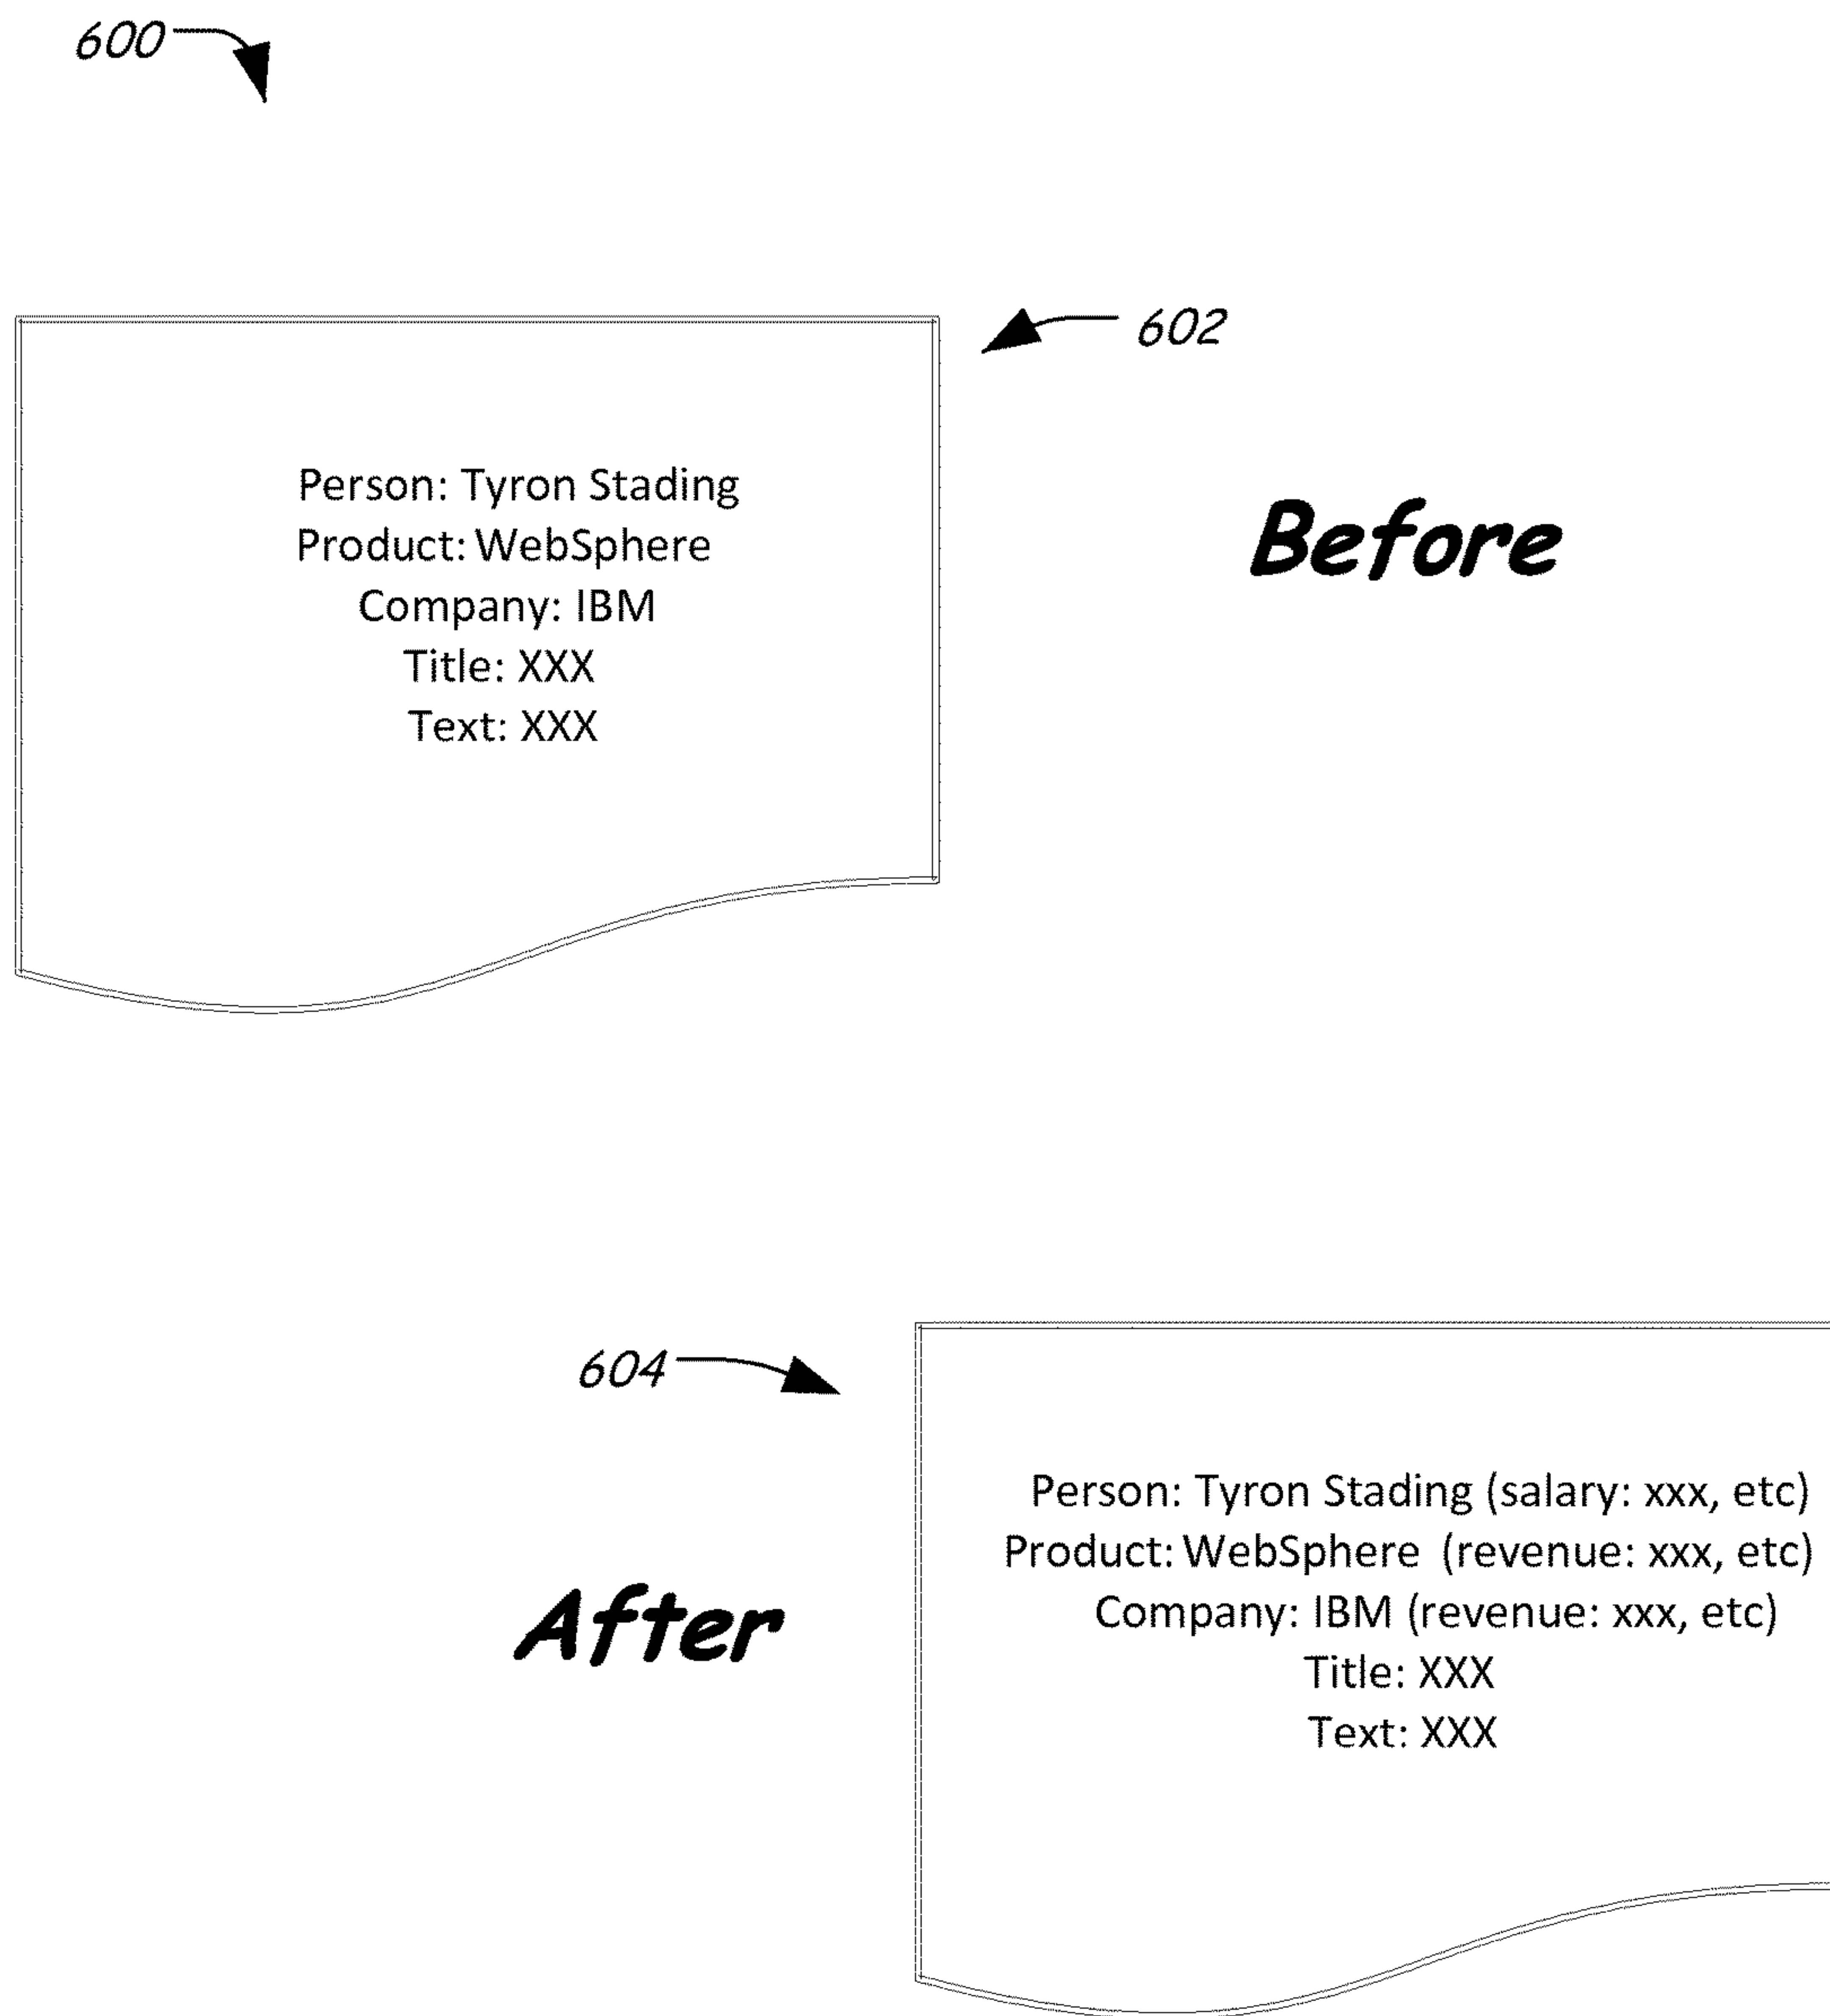 600
602
Person: Tyron Stading
Product: WebSphere
Company: IBM
Title: XXX
Text: XXX
Before
604
Person: Tyron Stading (salary: xxx, etc)
Product: WebSphere (revenue: xxx, etc)
Company: IBM (revenue: xxx, etc)
Title: XXX
Text: XXX
After